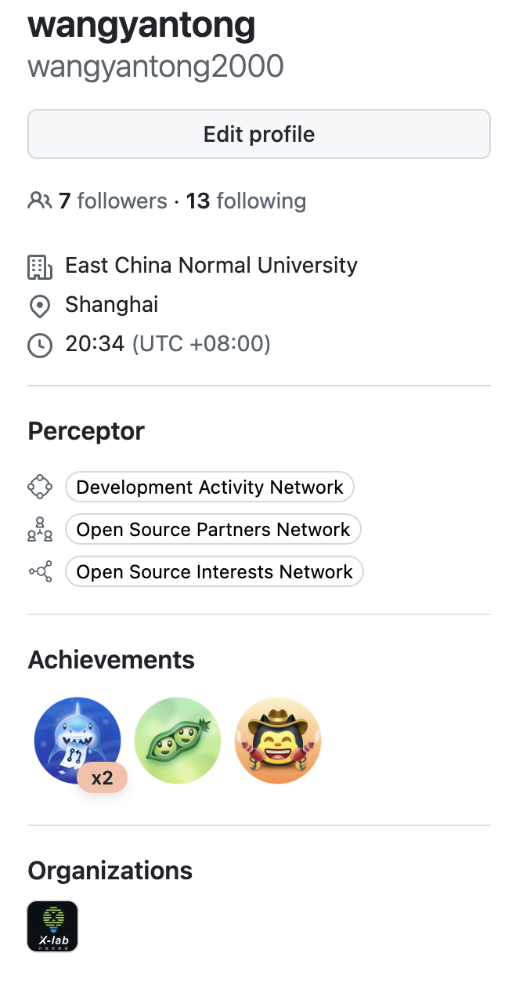 wangyantong
wangyantong2000
Edit profile
7 followers · 13 following
East China Normal University
Shanghai
20:34 (UTC +08:00)
Perceptor
Development Activity Network
Open Source Partners Network
Open Source Interests Network
Achievements
x2
Organizations
X-lab